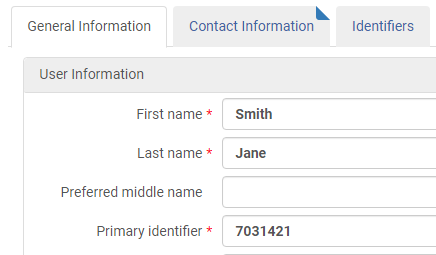 General Information Contact Information Identifiers
User Information
First name * Smith
Last name * Jane
Preferred middle name
Primary identifier * 7031421